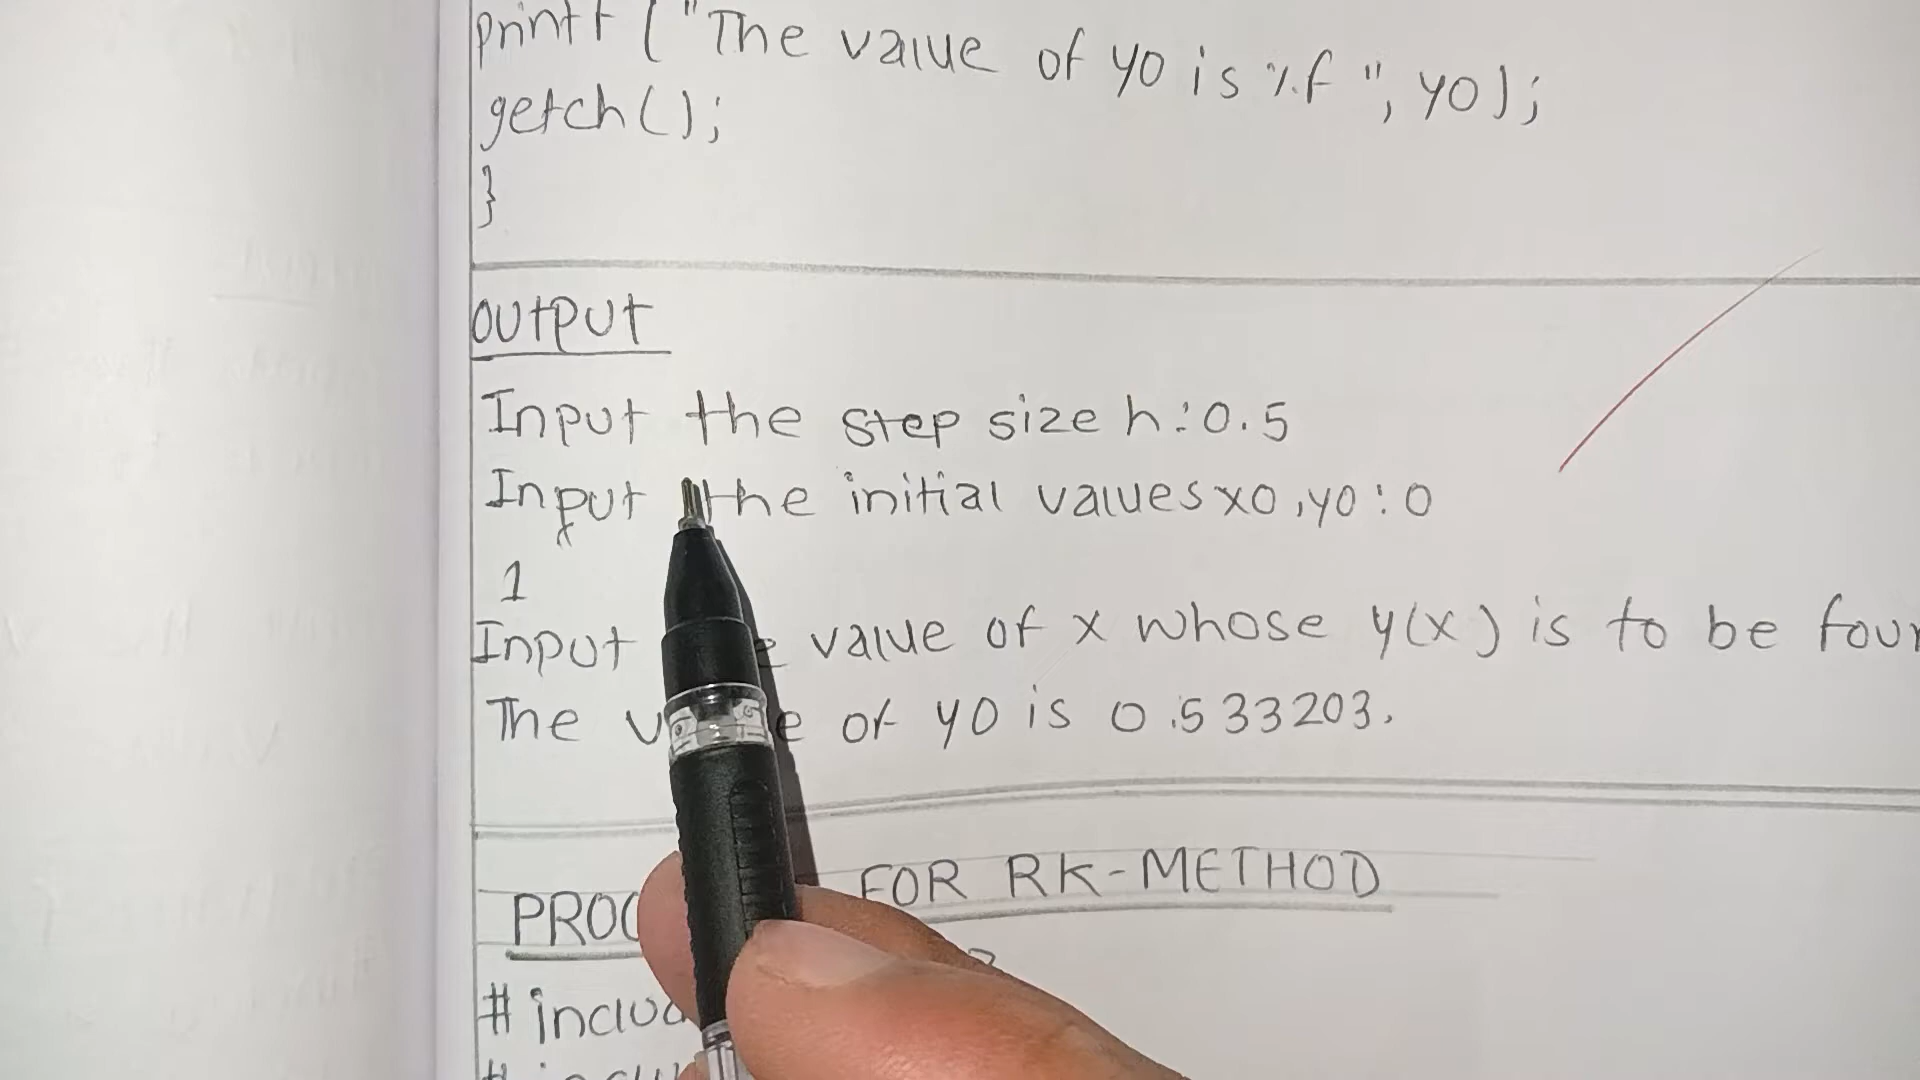 printf ("The value of y0 is %f", y0);
getch();
}
OUTPUT
Input the step size h:0.5
Input the initial values x0,y0:0
1
Input value of x whose y(x) is to be
The of y0 is 0.533203.
FOR RK-METHOD
#